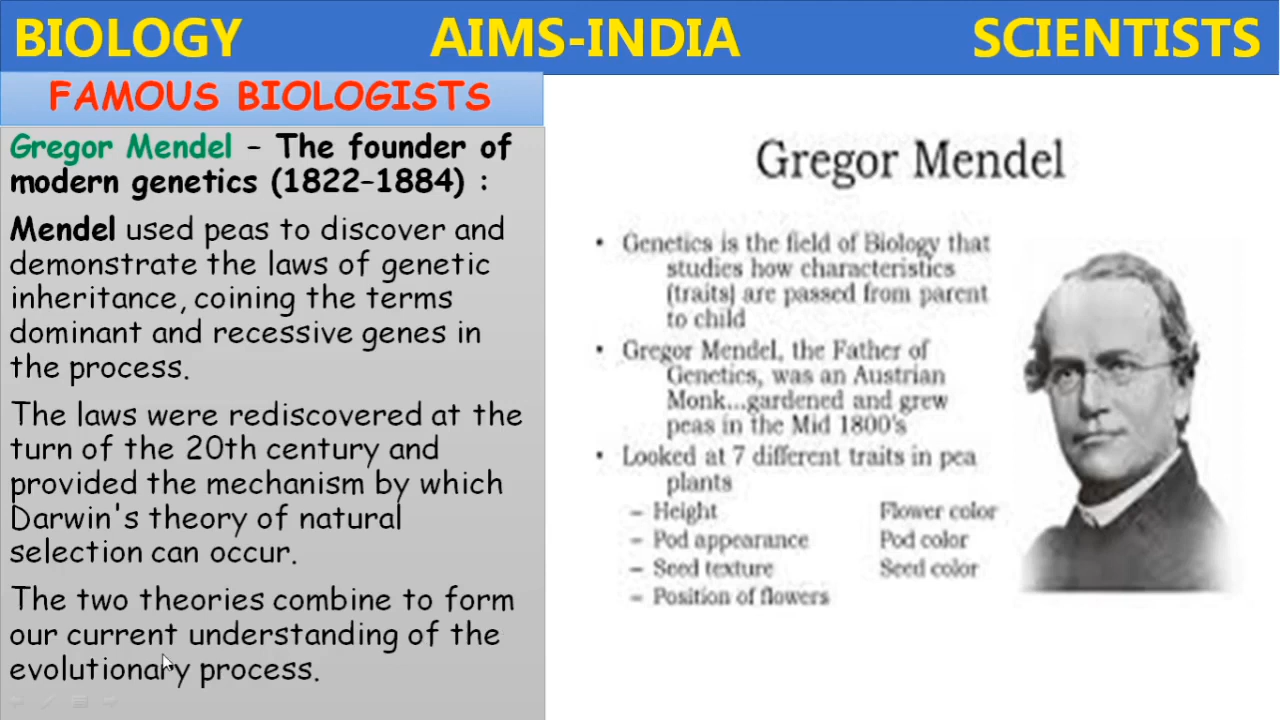 BIOLOGY AIMS-INDIA SCIENTISTS
FAMOUS BIOLOGISTS
Gregor Mendel – The founder of
modern genetics (1822–1884) :
Mendel used peas to discover and
demonstrate the laws of genetic
inheritance, coining the terms
dominant and recessive genes in
the process.
The laws were rediscovered at the
turn of the 20th century and
provided the mechanism by which
Darwin's theory of natural
selection can occur.
The two theories combine to form
our current understanding of the
evolutionary process.
Gregor Mendel
• Genetics is the field of Biology that
studies how characteristics
(traits) are passed from parent
to child
• Gregor Mendel, the Father of
Genetics, was an Austrian
Monk...gardened and grew
peas in the Mid 1800's
• Looked at 7 different traits in pea
plants
– Height Flower color
– Pod appearance Pod color
– Seed texture Seed color
– Position of flowers